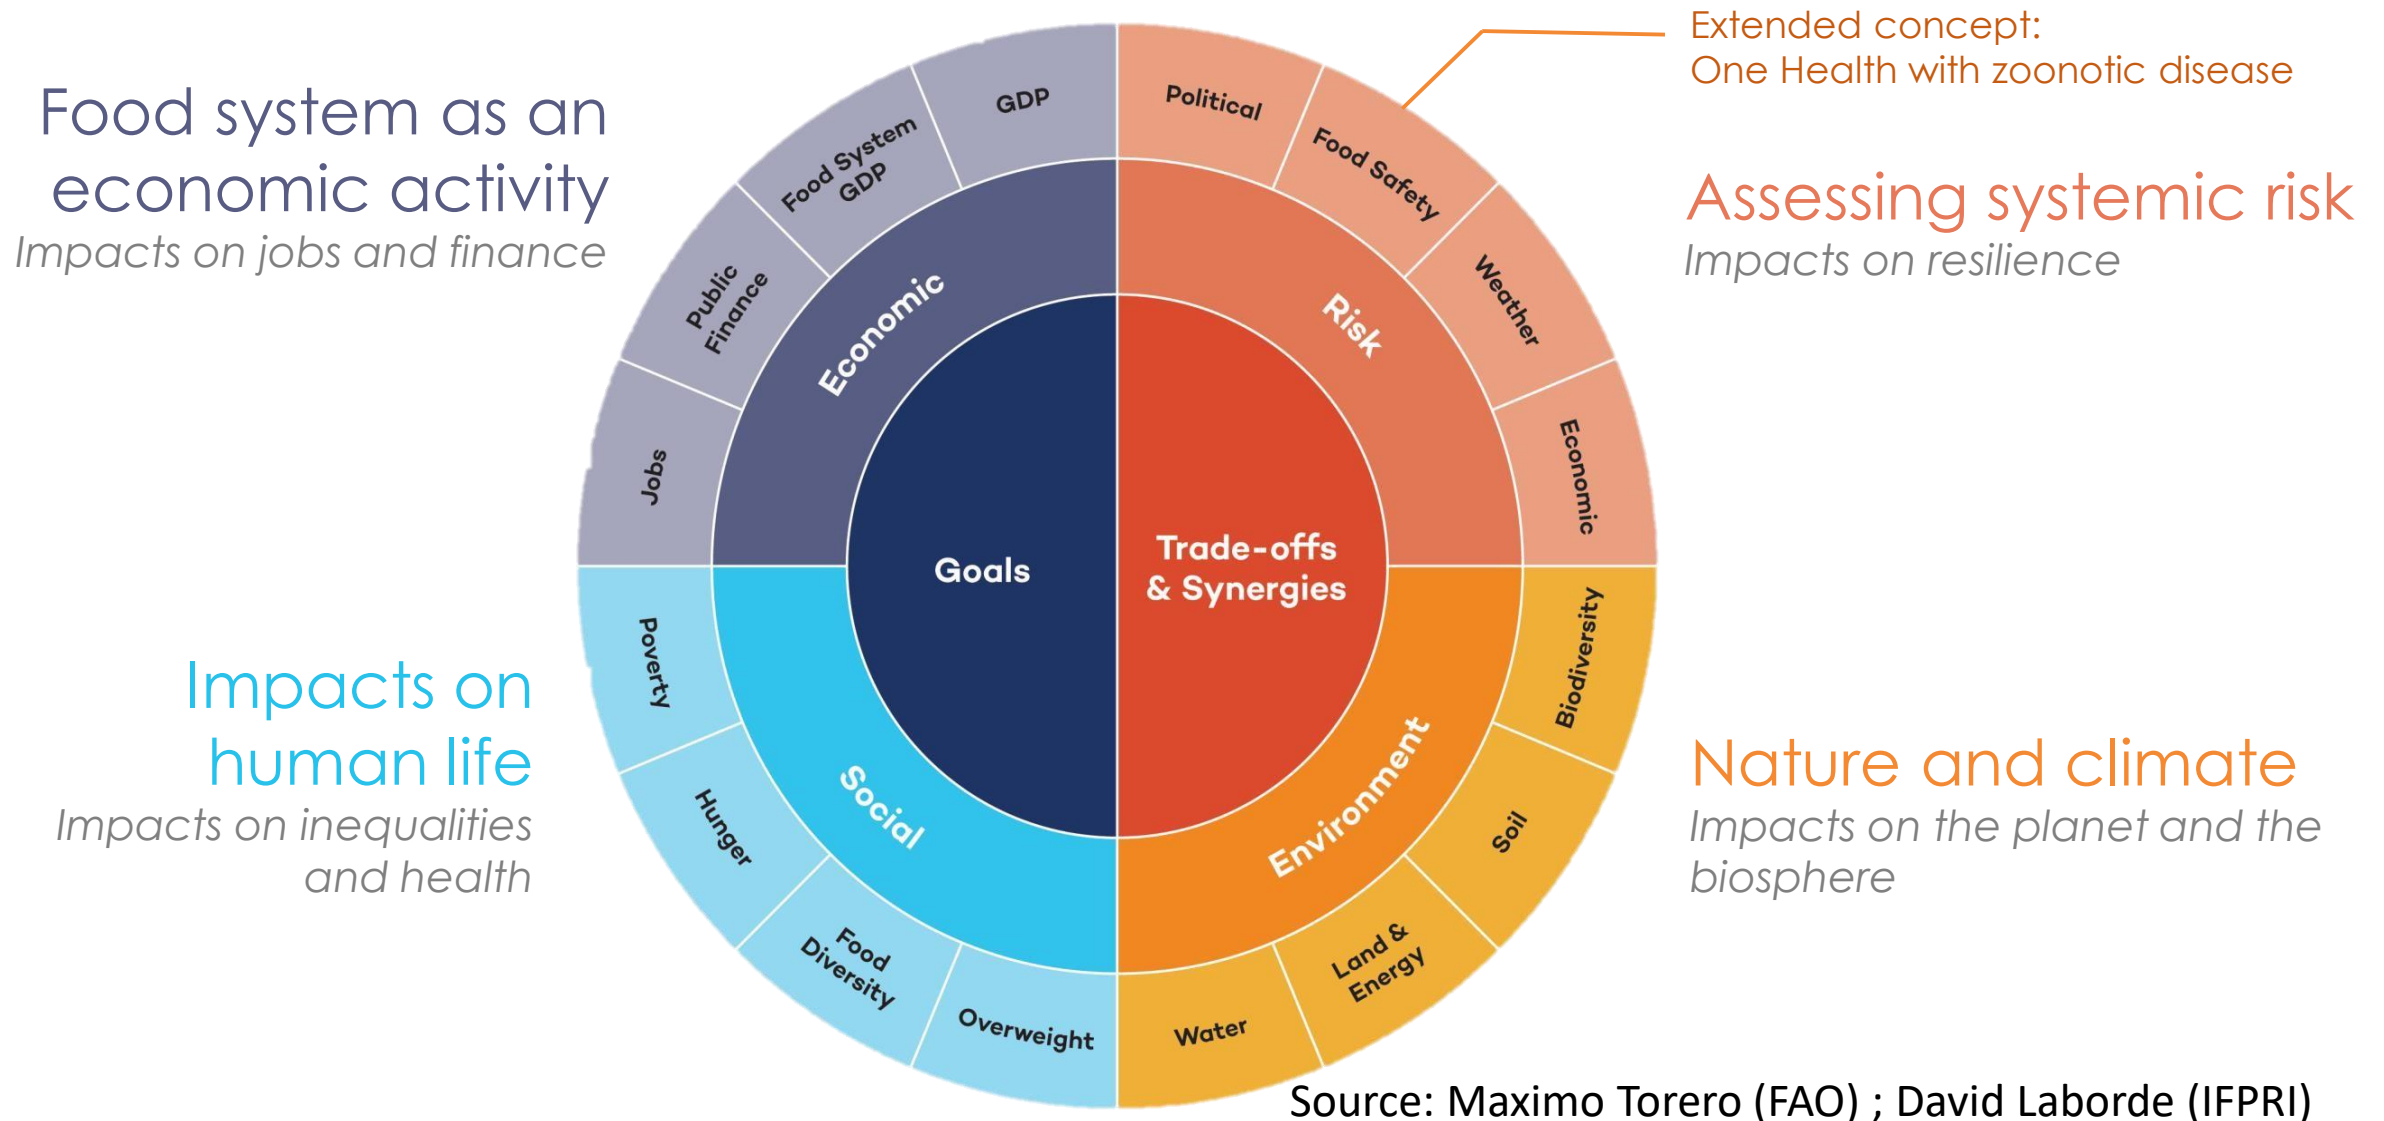 Extended concept:
One Health with zoonotic disease
Food system as an
economic activity
Impacts on jobs and finance
Assessing systemic risk
Impacts on resilience
Impacts on
human life
Impacts on inequalities
and health
Nature and climate
Impacts on the planet and the
biosphere
Goals
Trade-offs
& Synergies
Economic
GDP
Food System
GDP
Public
Finance
Jobs
Risk
Political
Food Safety
Weather
Economic
Social
Poverty
Hunger
Food
Diversity
Overweight
Environment
Biodiversity
Soil
Land &
Energy
Water
Source: Maximo Torero (FAO) ; David Laborde (IFPRI)